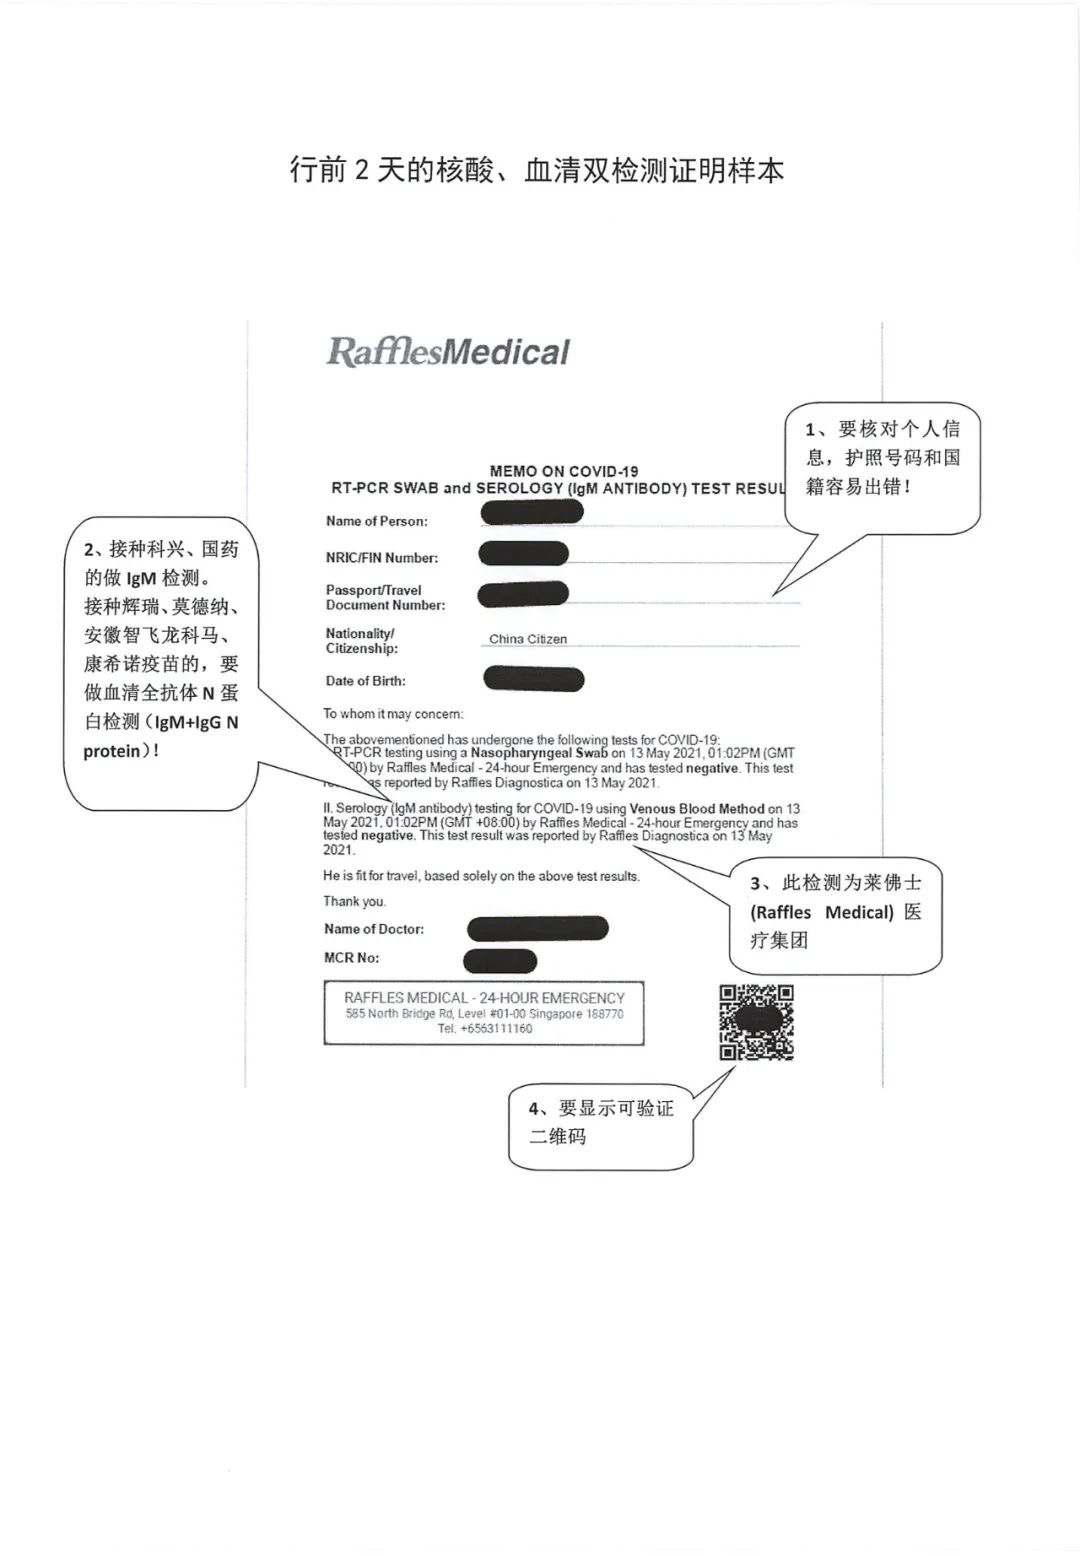 行前 2 天的核酸、血清双检测证明样本
RafflesMedical
1、要核对个人信
息，护照号码和国
籍容易出错！
MEMO ON COVID-19
RT-PCR SWAB and SEROLOGY (IgM ANTIBODY) TEST RESUL
Name of Person:
NRIC/FIN Number:
Passport/Travel
Document Number:
Nationality/
Citizenship:
China Citizen
Date of Birth:
2、接种科兴、国药
的做 IgM 检测。
接种辉瑞、莫德纳、
安徽智飞龙科马、
康希诺疫苗的，要
做血清全抗体 N 蛋
白检测（IgM+IgG N
protein）！
To whom it may concern:
The abovementioned has undergone the following tests for COVID-19:
RT-PCR testing using a Nasopharyngeal Swab on 13 May 2021, 01:02PM (GMT
00) by Raffles Medical - 24-hour Emergency and has tested negative. This test
as reported by Raffles Diagnostica on 13 May 2021.
II. Serology (IgM antibody) testing for COVID-19 using Venous Blood Method on 13
May 2021, 01:02PM (GMT +08:00) by Raffles Medical - 24-hour Emergency and has
tested negative. This test result was reported by Raffles Diagnostica on 13 May
2021.
He is fit for travel, based solely on the above test results.
Thank you.
Name of Doctor:
MCR No:
3、此检测为莱佛士
(Raffles Medical) 医
疗集团
RAFFLES MEDICAL - 24-HOUR EMERGENCY
585 North Bridge Rd, Level #01-00 Singapore 188770
Tel: +6563111160
4、要显示可验证
二维码